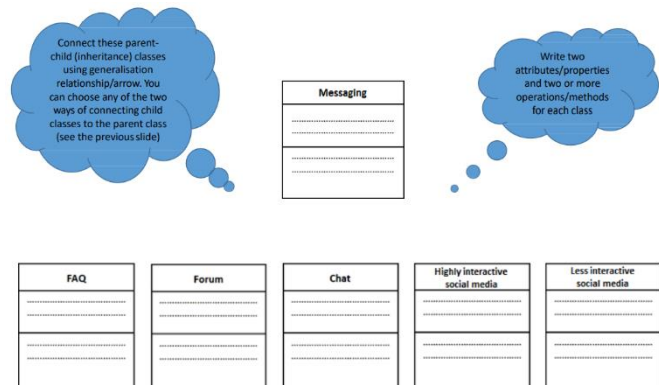 Connect these parent-
child (inheritance) classes
using generalisation
relationship/arrow. You
can choose any of the two
ways of connecting child
classes to the parent class
(see the previous slide)
Write two
attributes/properties
and two or more
operations/methods
for each class
Messaging
FAQ
Forum
Chat
Highly interactive
social media
Less interactive
social media